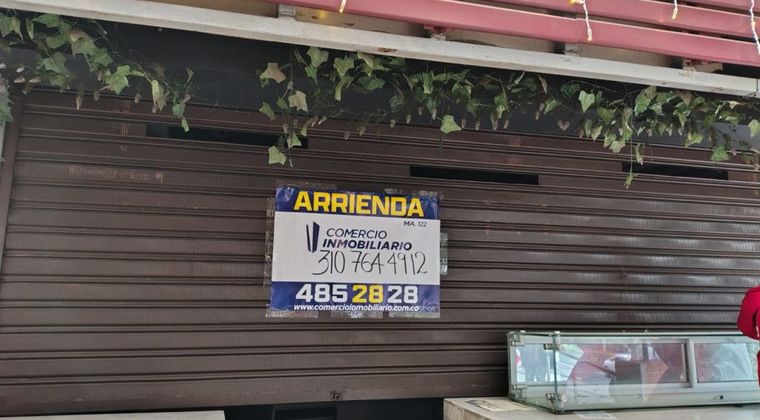 ARRIENDA
MA. 122
COMERCIO
INMOBILIARIO
310 764 4912
485 28 28
www.comercioinmobiliario.com.co